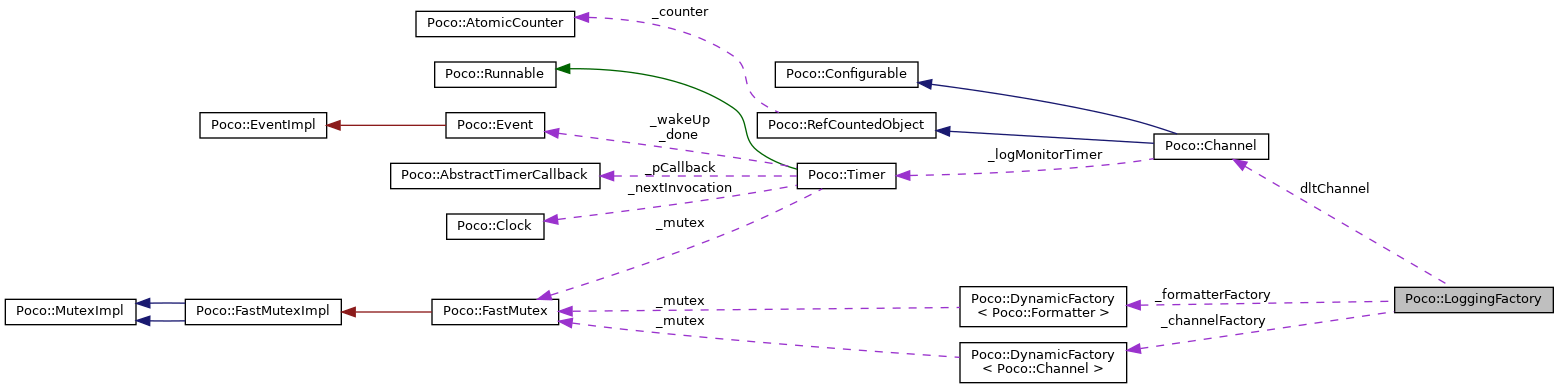 Poco::AtomicCounter
_counter
Poco::Runnable
Poco::Configurable
Poco::EventImpl
Poco::Event
_wakeUp
_done
Poco::RefCountedObject
Poco::Channel
_logMonitorTimer
Poco::AbstractTimerCallback
_pCallback
Poco::Timer
_nextInvocation
dltChannel
Poco::Clock
_mutex
Poco::MutexImpl
Poco::FastMutexImpl
Poco::FastMutex
_mutex
Poco::DynamicFactory
< Poco::Formatter >
_formatterFactory
Poco::LoggingFactory
_mutex
_channelFactory
Poco::DynamicFactory
< Poco::Channel >